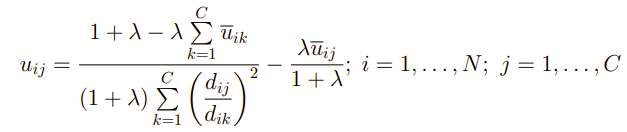 u_{ij} = \frac{1 + \lambda - \lambda \sum_{k=1}^{C} \overline{u}_{ik}}{(1 + \lambda) \sum_{k=1}^{C} \left( \frac{d_{ij}}{d_{ik}} \right)^2} - \frac{\lambda \overline{u}_{ij}}{1 + \lambda}; \; i = 1, \ldots, N; \; j = 1, \ldots, C